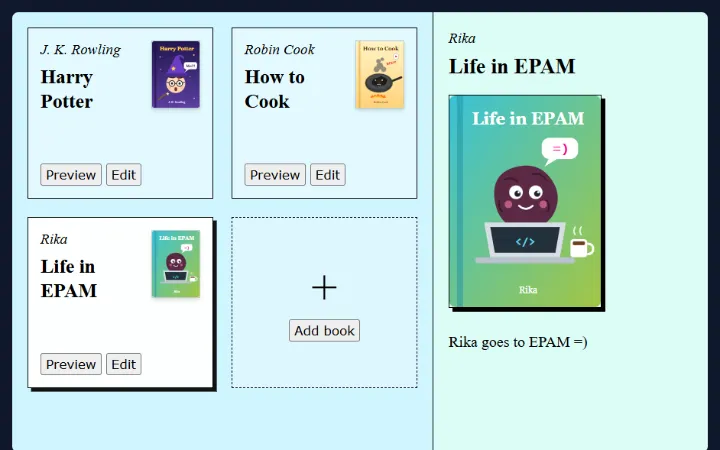 J. K. Rowling
Harry
Potter
Harry Potter
Preview Edit
Robin Cook
How to
Cook
How to Cook
Preview Edit
Rika
Life in
EPAM
Life in EPAM
=)
Rika
Preview Edit
Add book
Rika
Life in EPAM
Life in EPAM
=)
</>
Rika
Rika goes to EPAM =)